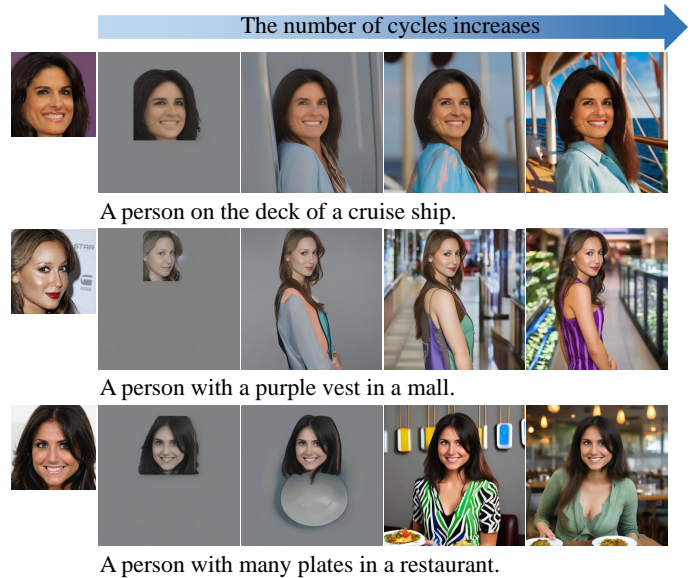 The number of cycles increases
A person on the deck of a cruise ship.
STAR
A person with a purple vest in a mall.
A person with many plates in a restaurant.